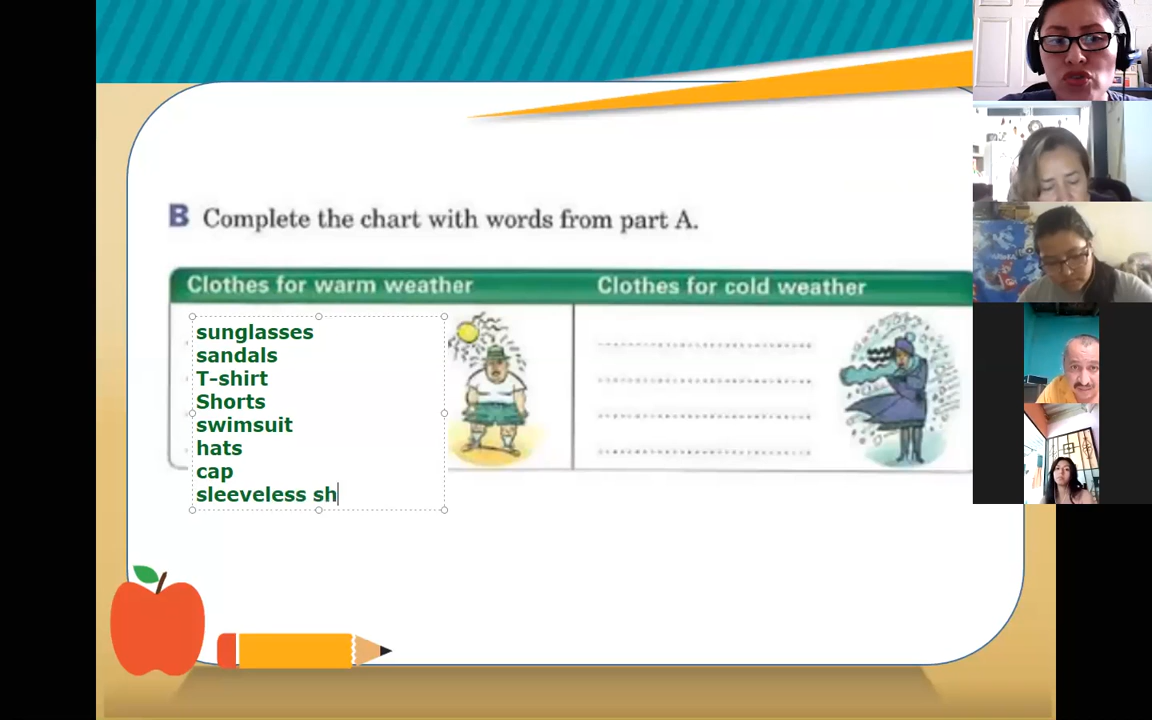 B Complete the chart with words from part A.
Clothes for warm weather
Clothes for cold weather
sunglasses
sandals
T-shirt
Shorts
swimsuit
hats
cap
sleeveless sh